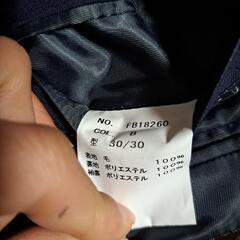 NO. FB18260
COL. 8
型 30/30
表地 毛 100%
裏地 ポリエステル 100%
袖裏 ポリエステル 100%